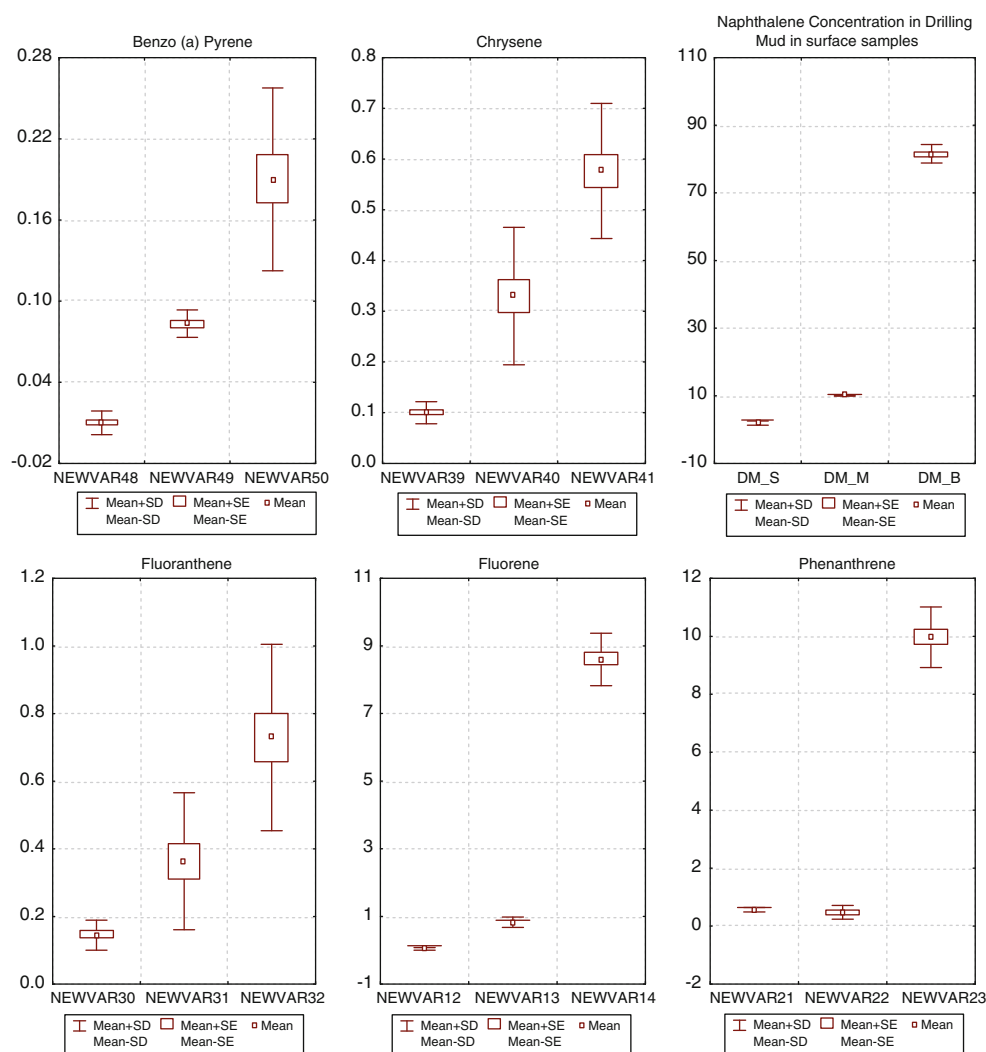 Benzo (a) Pyrene
0.28
0.22
0.16
0.10
0.04
-0.02
NEWVAR48 NEWVAR49 NEWVAR50
Mean+SD Mean+SE Mean
Mean-SD Mean-SE
Chrysene
0.8
0.7
0.6
0.5
0.4
0.3
0.2
0.1
0.0
NEWVAR39 NEWVAR40 NEWVAR41
Mean+SD Mean+SE Mean
Mean-SD Mean-SE
Naphthalene Concentration in Drilling
Mud in surface samples
110
90
70
50
30
10
-10
DM_S DM_M DM_B
Mean+SD Mean+SE Mean
Mean-SD Mean-SE
Fluoranthene
1.2
1.0
0.8
0.6
0.4
0.2
0.0
NEWVAR30 NEWVAR31 NEWVAR32
Mean+SD Mean+SE Mean
Mean-SD Mean-SE
Fluorene
11
9
7
5
3
1
-1
NEWVAR12 NEWVAR13 NEWVAR14
Mean+SD Mean+SE Mean
Mean-SD Mean-SE
Phenanthrene
12
10
8
6
4
2
0
-2
NEWVAR21 NEWVAR22 NEWVAR23
Mean+SD Mean+SE Mean
Mean-SD Mean-SE